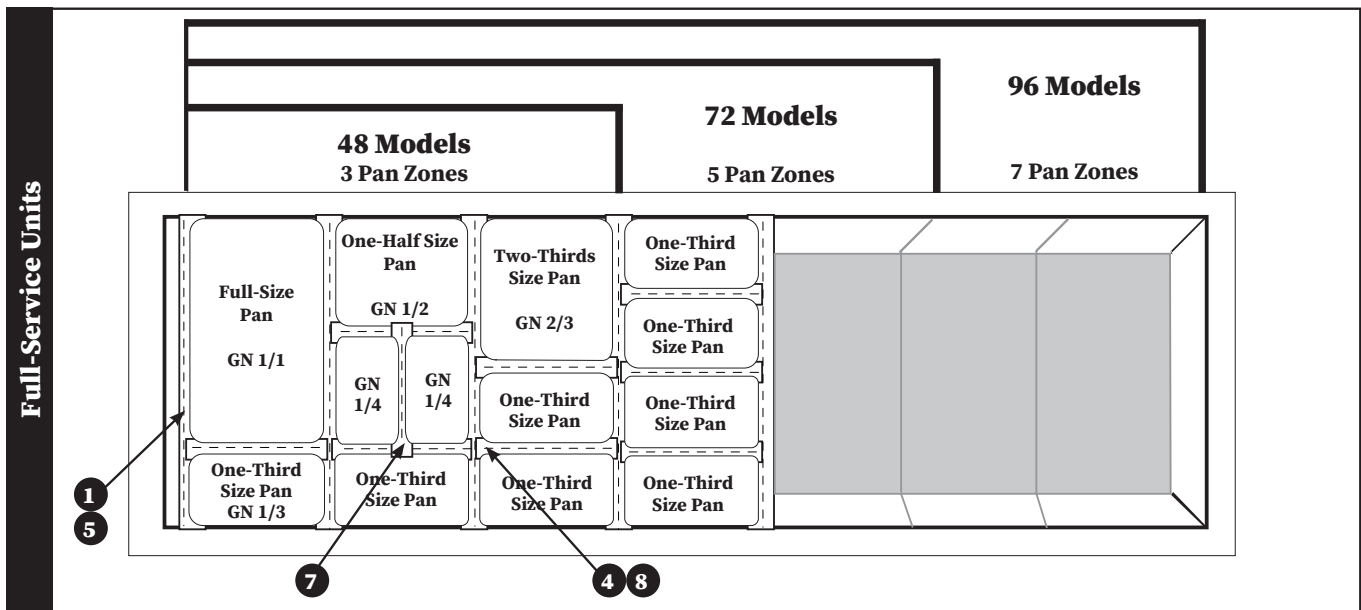 Full-Service Units
96 Models
7 Pan Zones
72 Models
5 Pan Zones
48 Models
3 Pan Zones
Full-Size
Pan
GN 1/1
One-Third
Size Pan
GN 1/3
One-Half Size
Pan
GN 1/2
GN
1/4
GN
1/4
One-Third
Size Pan
Two-Thirds
Size Pan
GN 2/3
One-Third
Size Pan
One-Third
Size Pan
One-Third
Size Pan
One-Third
Size Pan
One-Third
Size Pan
One-Third
Size Pan
1
5
7
4 8